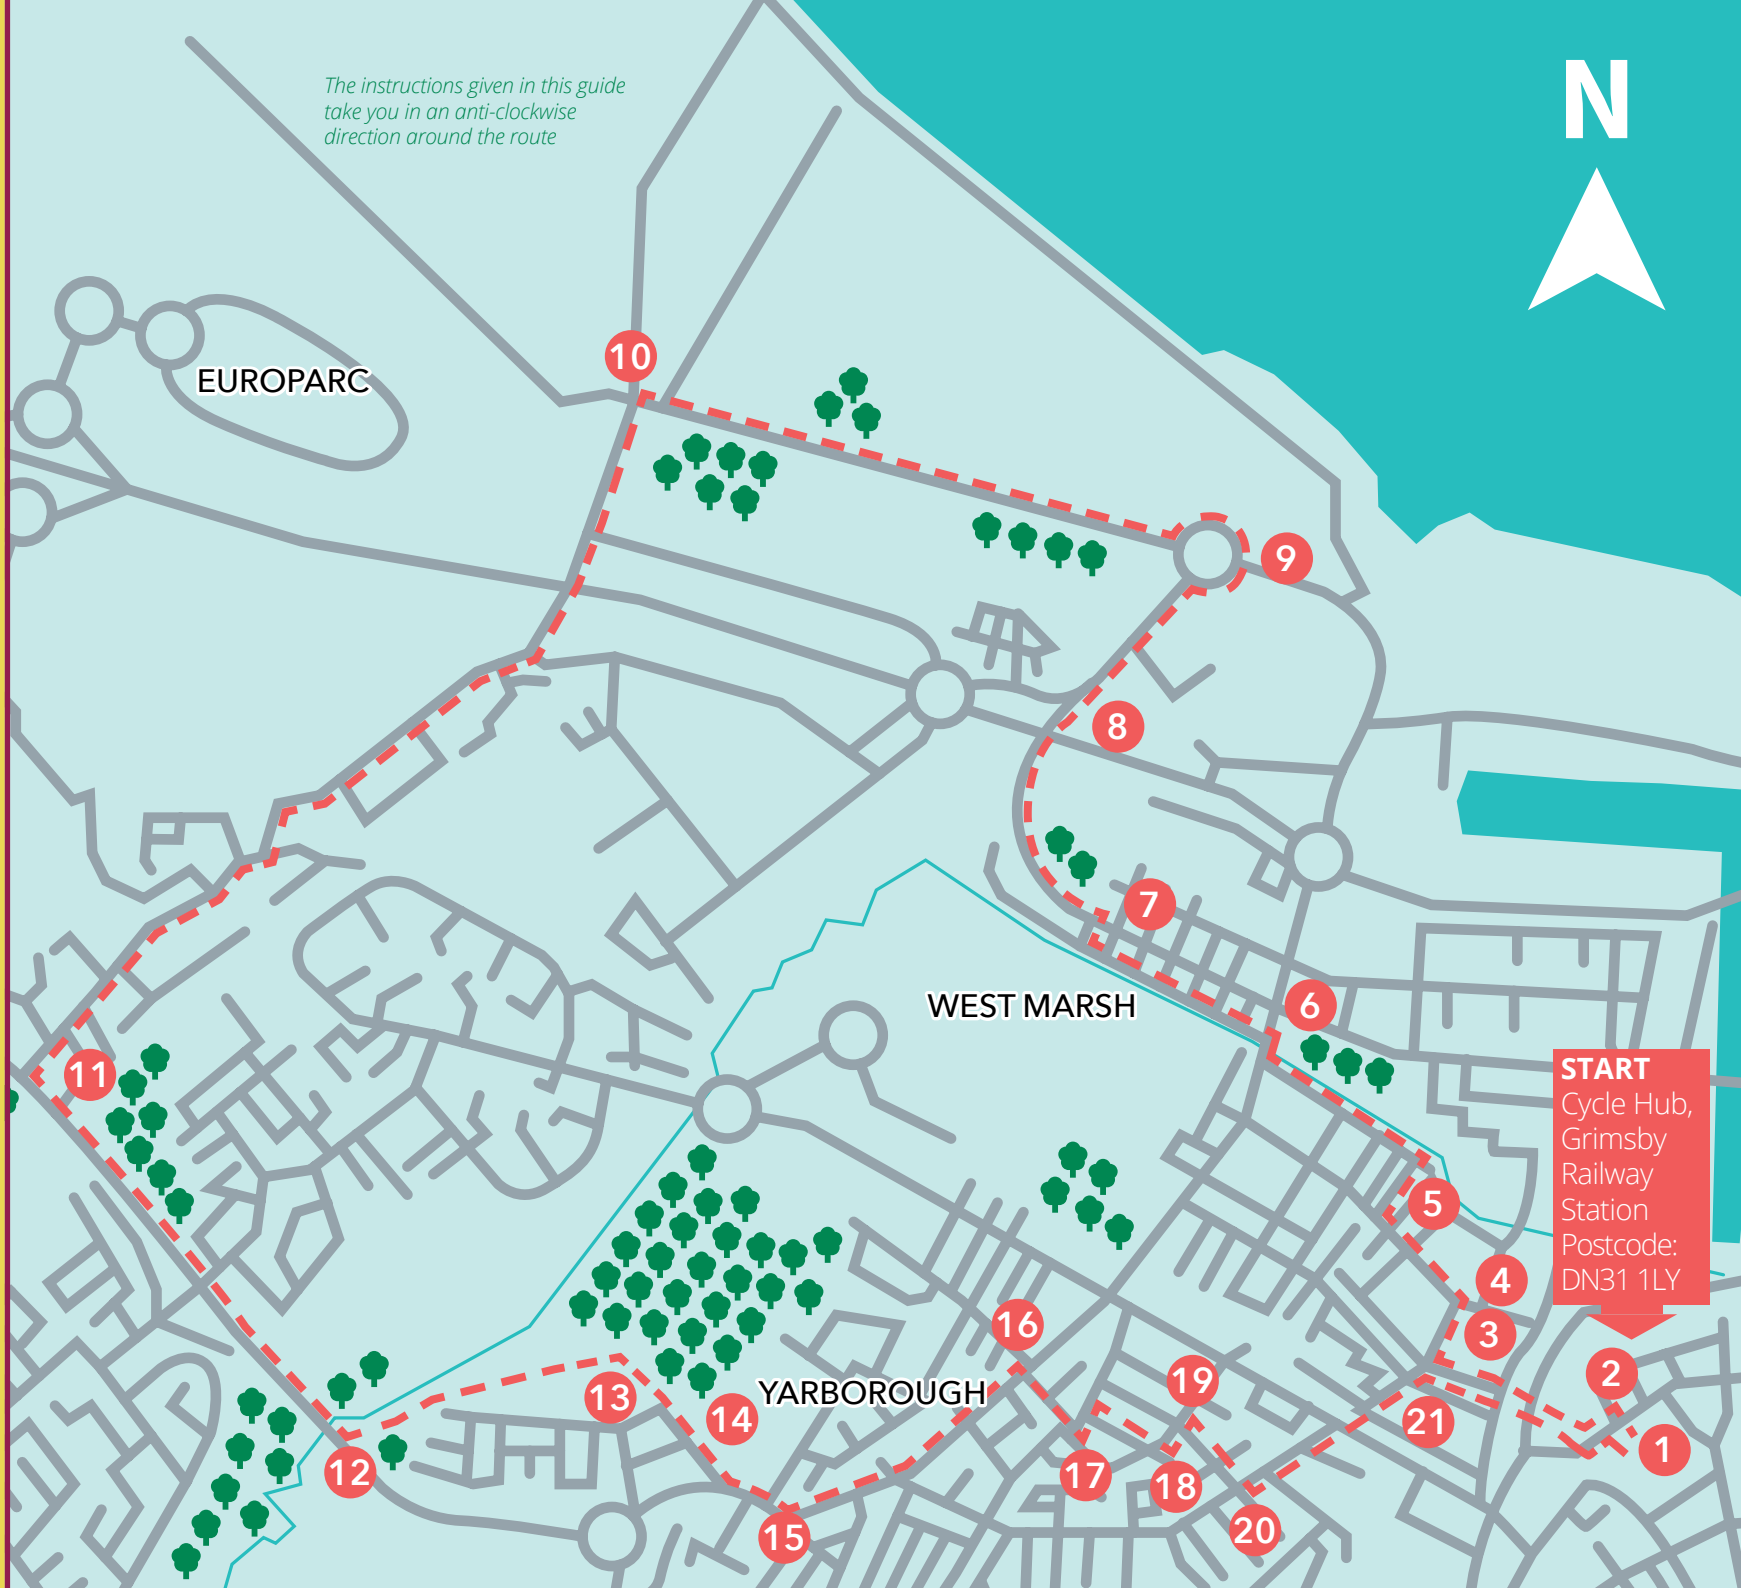 The instructions given in this guide
take you in an anti-clockwise
direction around the route
N
10
EUROPARC
9
8
7
WEST MARSH
6
11
START
Cycle Hub,
Grimsby
Railway
Station
Postcode:
DN31 1LY
5
4
3
16
2
19
13
YARBOROUGH
14
21
1
12
17
18
20
15